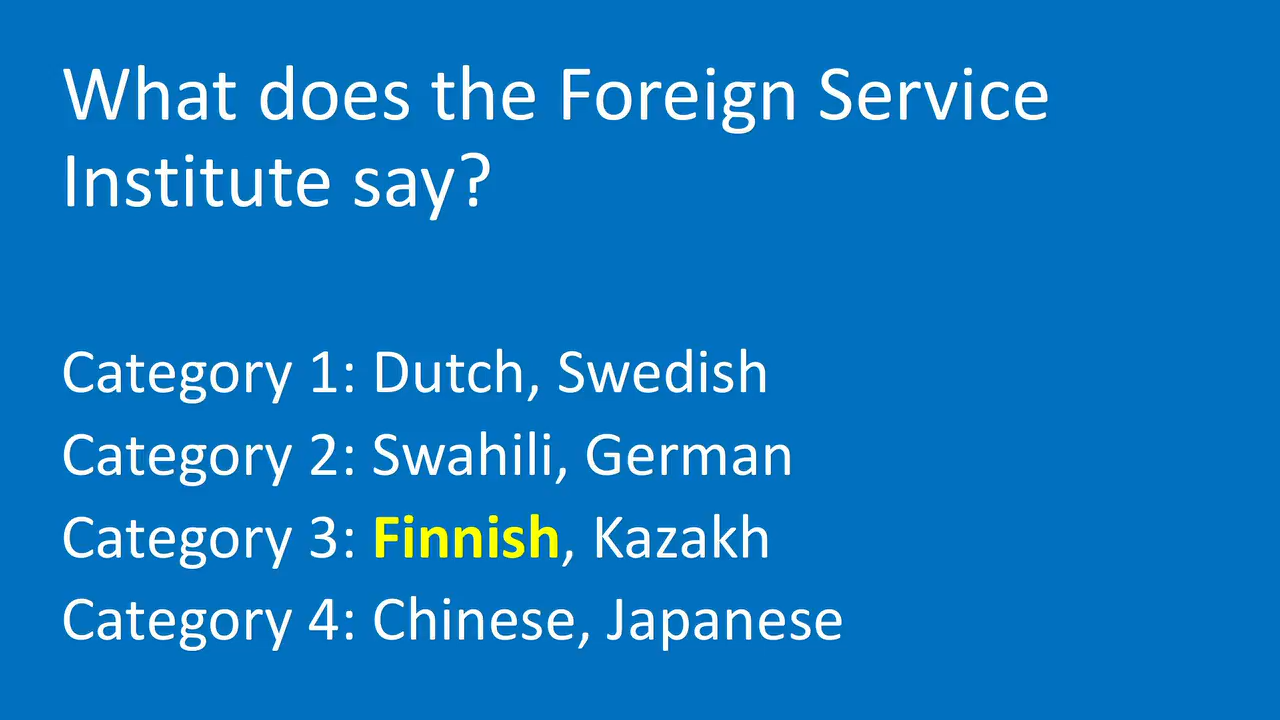 What does the Foreign Service
Institute say?
Category 1: Dutch, Swedish
Category 2: Swahili, German
Category 3: Finnish, Kazakh
Category 4: Chinese, Japanese